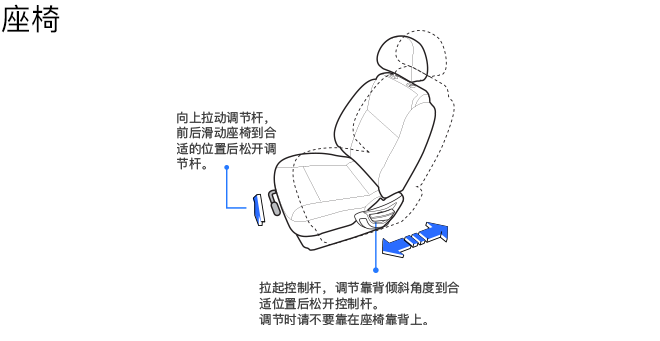 座椅
向上拉动调节杆，
前后滑动座椅到合
适的位置后松开调
节杆。
拉起控制杆，调节靠背倾斜角度到合
适位置后松开控制杆。
调节时请不要靠在座椅靠背上。